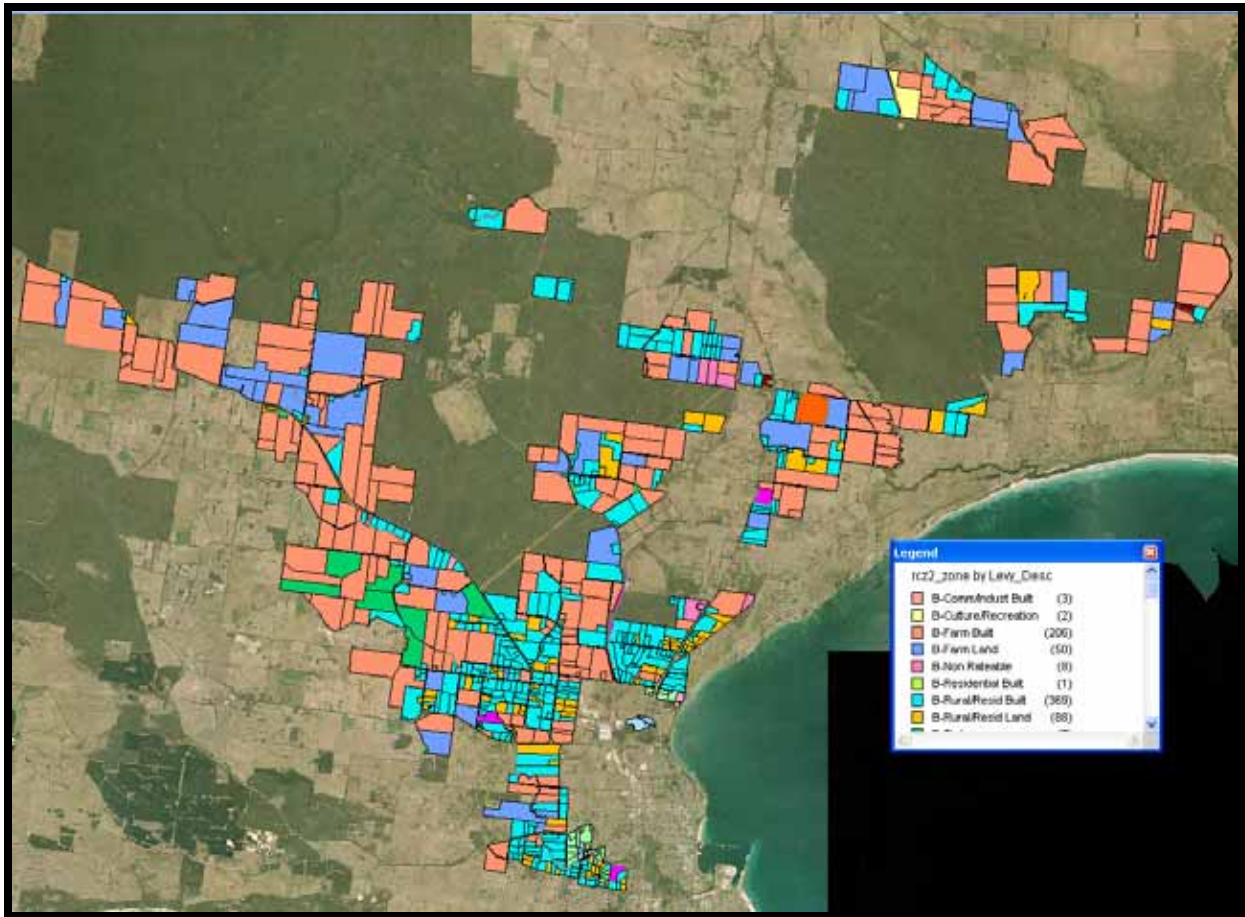 Legend
rcz2_zone by Levy_Desc
B-Comm/Indust Built (3)
B-Culture/Recreation (2)
B-Farm Built (206)
B-Farm Land (50)
B-Non Rateable (8)
B-Residential Built (1)
B-Rural/Resid Built (369)
B-Rural/Resid Land (88)